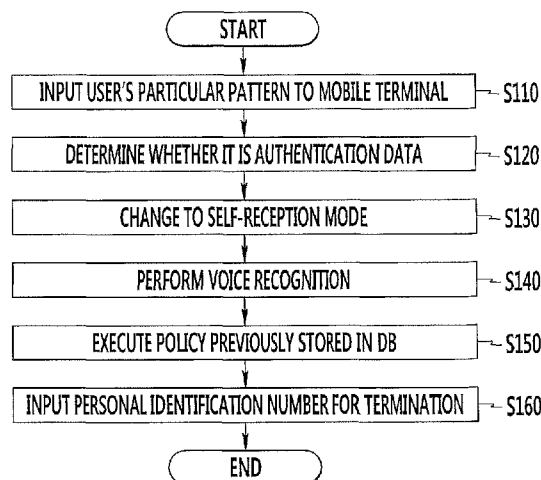 START
INPUT USER'S PARTICULAR PATTERN TO MOBILE TERMINAL S110
DETERMINE WHETHER IT IS AUTHENTICATION DATA S120
CHANGE TO SELF-RECEPTION MODE S130
PERFORM VOICE RECOGNITION S140
EXECUTE POLICY PREVIOUSLY STORED IN DB S150
INPUT PERSONAL IDENTIFICATION NUMBER FOR TERMINATION S160
END